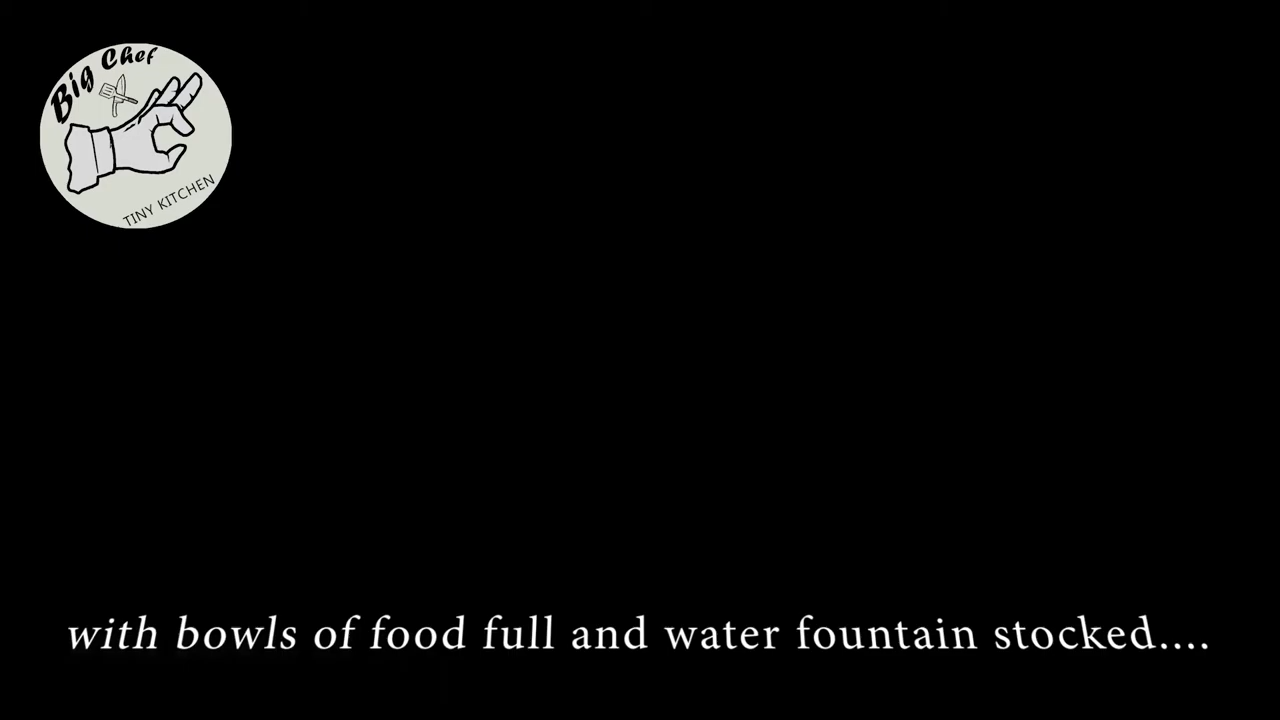 Big Chef
TINY KITCHEN
with bowls of food full and water fountain stocked....